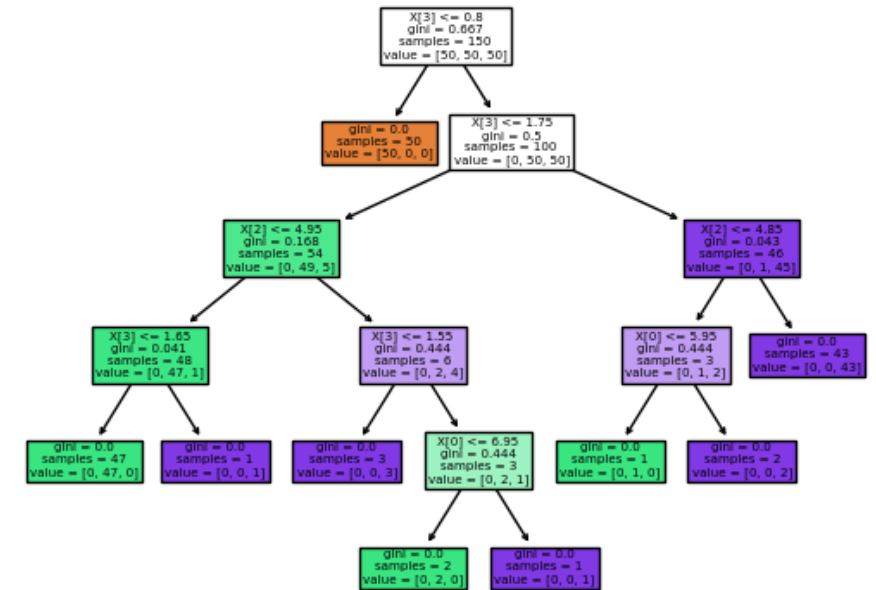 X[3] <= 0.8
gini = 0.667
samples = 150
value = [50, 50, 50]
gini = 0.0
samples = 50
value = [50, 0, 0]
X[3] <= 1.75
gini = 0.5
samples = 100
value = [0, 50, 50]
X[2] <= 4.95
gini = 0.168
samples = 54
value = [0, 49, 5]
X[2] <= 4.85
gini = 0.043
samples = 46
value = [0, 1, 45]
X[3] <= 1.65
gini = 0.041
samples = 48
value = [0, 47, 1]
X[3] <= 1.55
gini = 0.444
samples = 6
value = [0, 2, 4]
X[0] <= 5.95
gini = 0.444
samples = 3
value = [0, 1, 2]
gini = 0.0
samples = 43
value = [0, 0, 43]
gini = 0.0
samples = 47
value = [0, 47, 0]
gini = 0.0
samples = 1
value = [0, 0, 1]
gini = 0.0
samples = 3
value = [0, 0, 3]
X[0] <= 6.95
gini = 0.444
samples = 3
value = [0, 2, 1]
gini = 0.0
samples = 1
value = [0, 1, 0]
gini = 0.0
samples = 2
value = [0, 0, 2]
gini = 0.0
samples = 2
value = [0, 2, 0]
gini = 0.0
samples = 1
value = [0, 0, 1]